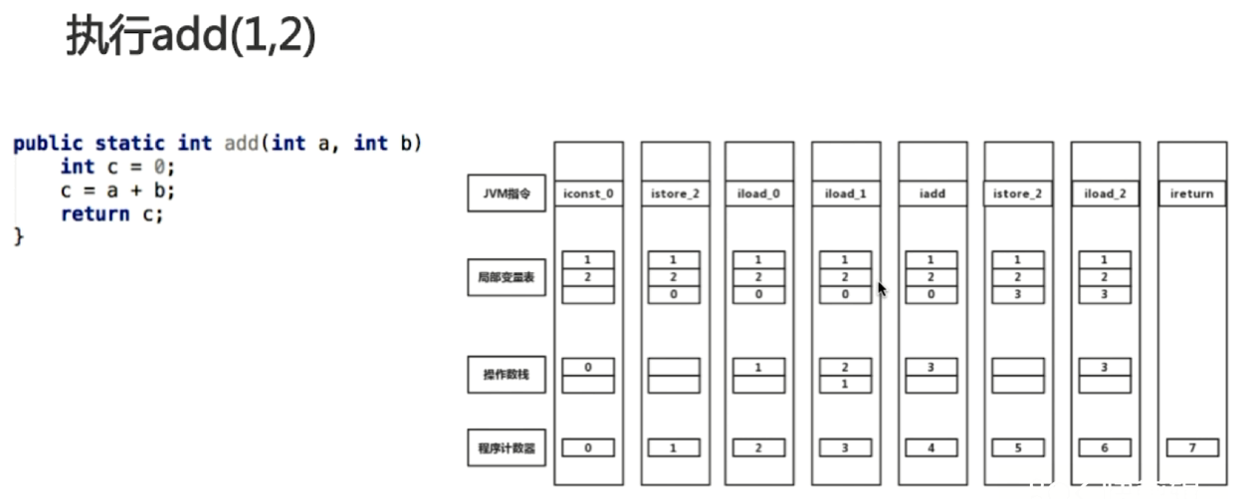 执行add(1,2)
public static int add(int a, int b)
int c = 0;
c = a + b;
return c;
}
JVM指令 iconst_0 istore_2 iload_0 iload_1 iadd istore_2 iload_2 ireturn
局部变量表
1 1 1 1 1 1 1
2 2 2 2 2 2 2
0 0 0 0 3 3
操作数栈
0 1 2 3 3
1
程序计数器 0 1 2 3 4 5 6 7